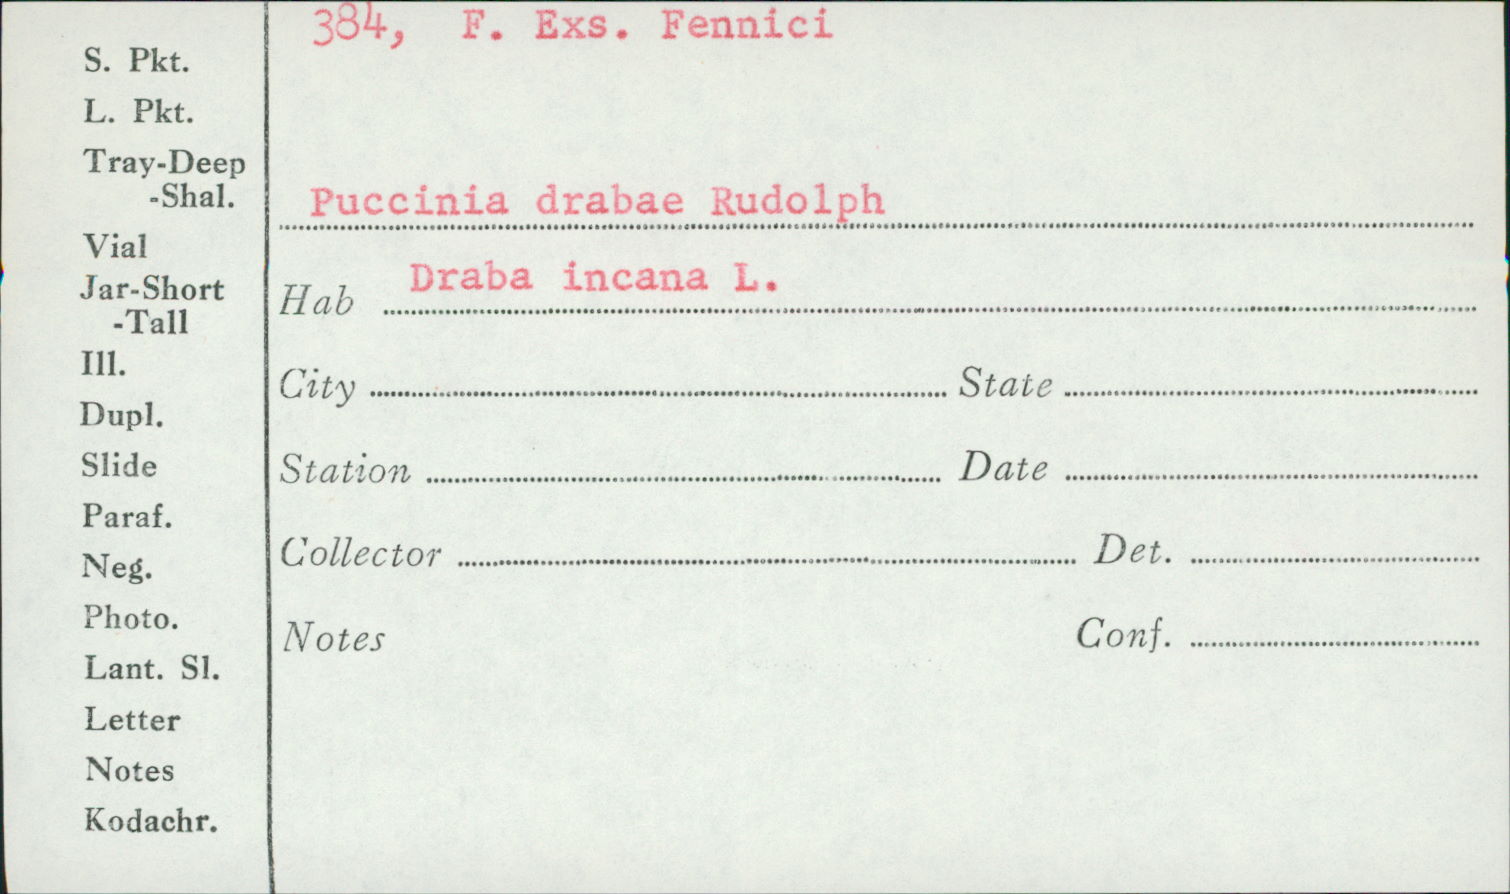 384, F. Exs. Fennici
S. Pkt.
L. Pkt.
Tray-Deep
-Shal.
Vial
Jar-Short
-Tall
Ill.
Dupl.
Slide
Paraf.
Neg.
Photo.
Lant. Sl.
Letter
Notes
Kodachr.
Puccinia drabae Rudolph
Hab Draba incana L.
City State
Station Date
Collector Det.
Notes Conf.